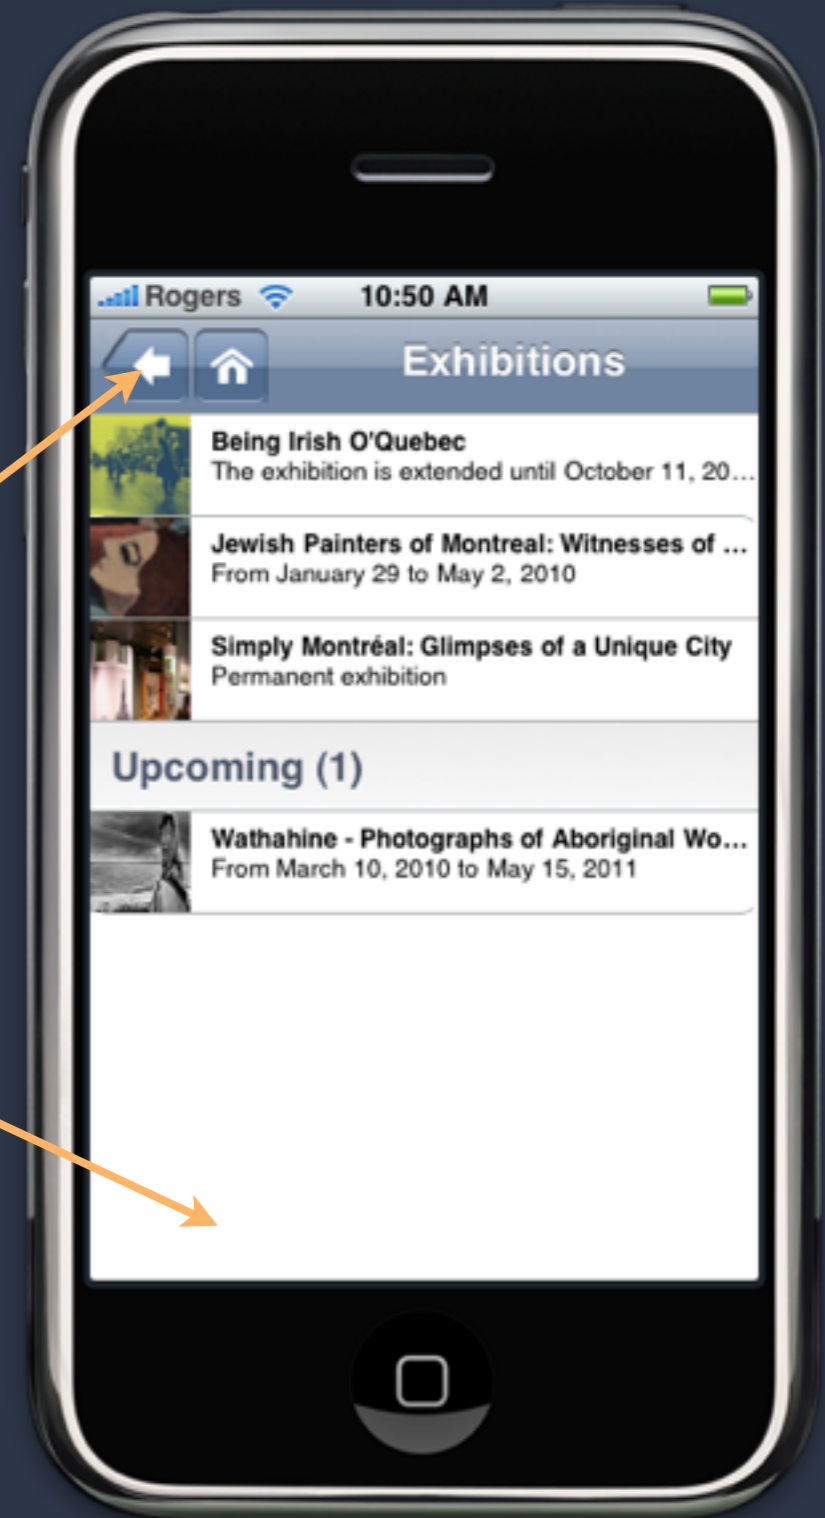 Rogers 10:50 AM
Exhibitions
Being Irish O'Quebec
The exhibition is extended until October 11, 20...
Jewish Painters of Montreal: Witnesses of ...
From January 29 to May 2, 2010
Simply Montréal: Glimpses of a Unique City
Permanent exhibition
Upcoming (1)
Wathahine - Photographs of Aboriginal Wo...
From March 10, 2010 to May 15, 2011